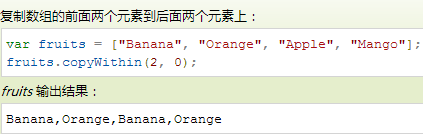 复制数组的前面两个元素到后面两个元素上：
var fruits = ["Banana", "Orange", "Apple", "Mango"];
fruits.copyWithin(2, 0);
fruits 输出结果：
Banana,Orange,Banana,Orange